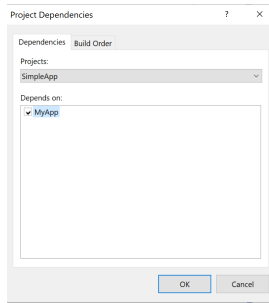 Project Dependencies
Dependencies Build Order
Projects:
SimpleApp
Depends on:
MyApp
OK Cancel